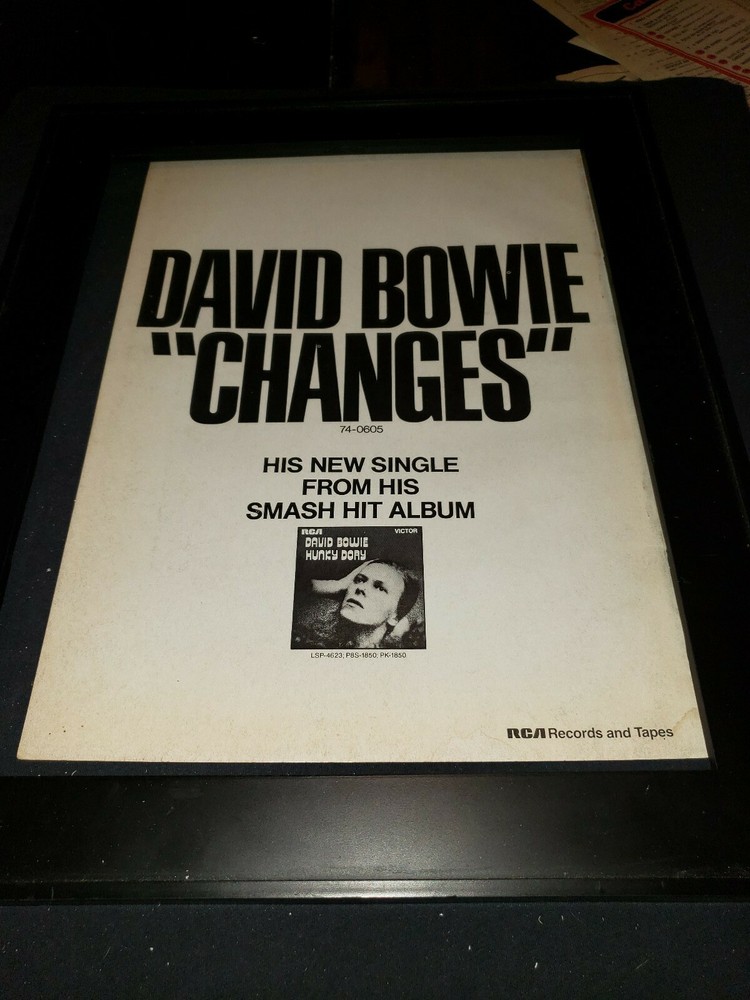 DAVID BOWIE
"CHANGES"
74-0605
HIS NEW SINGLE
FROM HIS
SMASH HIT ALBUM
RCA VICTOR
DAVID BOWIE
HUNKY DORY
LSP-4623; P8S-1850; PK-1850
RCA Records and Tapes